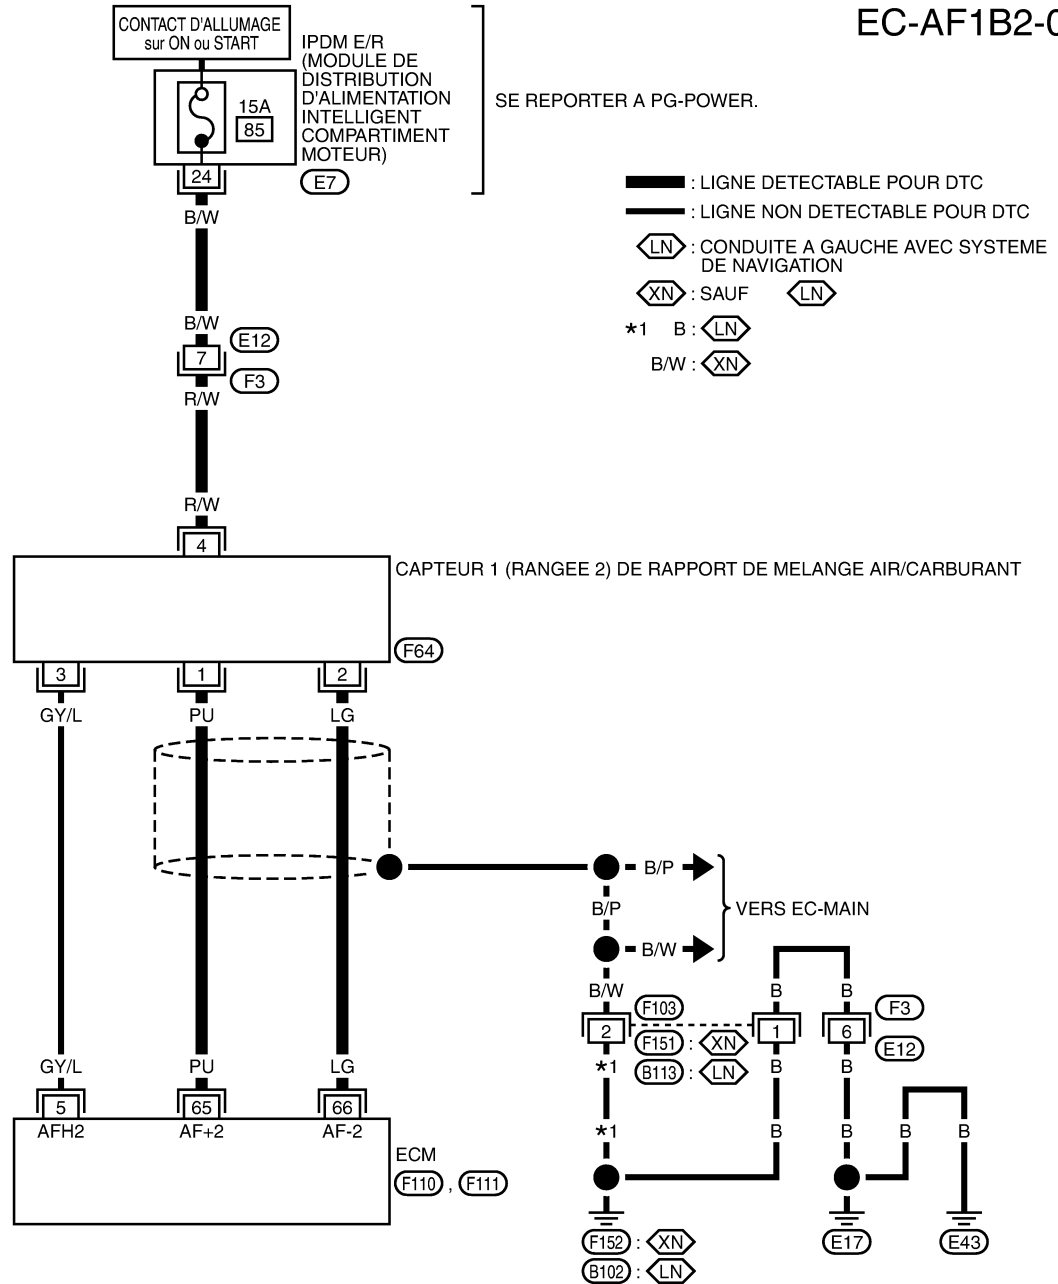 EC-AF1B2-0
CONTACT D'ALLUMAGE
sur ON ou START
IPDM E/R
(MODULE DE
DISTRIBUTION
D'ALIMENTATION
INTELLIGENT
COMPARTIMENT
MOTEUR)
E7
15A
85
24
SE REPORTER A PG-POWER.
B/W
: LIGNE DETECTABLE POUR DTC
: LIGNE NON DETECTABLE POUR DTC
LN : CONDUITE A GAUCHE AVEC SYSTEME
DE NAVIGATION
XN : SAUF LN
*1 B : LN
B/W : XN
B/W
E12
7
F3
R/W
R/W
4
CAPTEUR 1 (RANGEE 2) DE RAPPORT DE MELANGE AIR/CARBURANT
F64
3 1 2
GY/L PU LG
B/P
B/P
VERS EC-MAIN
B/W
B/W B B
F103 F3
2 1 6
F151 : XN E12
B113 : LN
GY/L PU LG *1 B B
5 65 66
AFH2 AF+2 AF-2 *1 B B B B
ECM
F110 , F111
F152 : XN E17 E43
B102 : LN